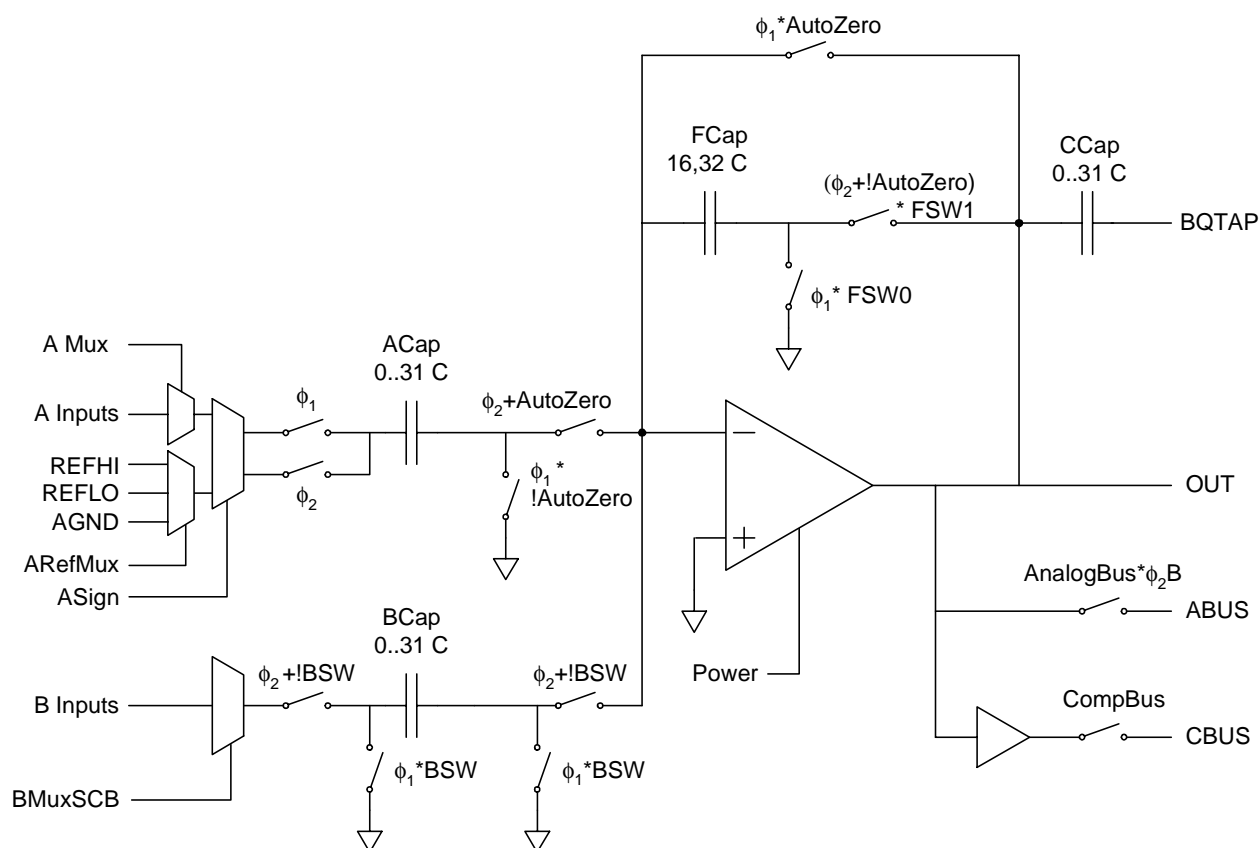 ϕ1*AutoZero
FCap
16,32 C
CCap
0..31 C
(ϕ2+!AutoZero)
* FSW1
BQTAP
ϕ1* FSW0
A Mux
ACap
0..31 C
A Inputs
ϕ1
ϕ2+AutoZero
−
REFHI
REFLO
AGND
ϕ2
ϕ1*
!AutoZero
OUT
+
ARefMux
ASign
AnalogBus*ϕ2B
ABUS
BCap
0..31 C
Power
ϕ2+!BSW
ϕ2+!BSW
B Inputs
CompBus
CBUS
ϕ1*BSW
ϕ1*BSW
BMuxSCB